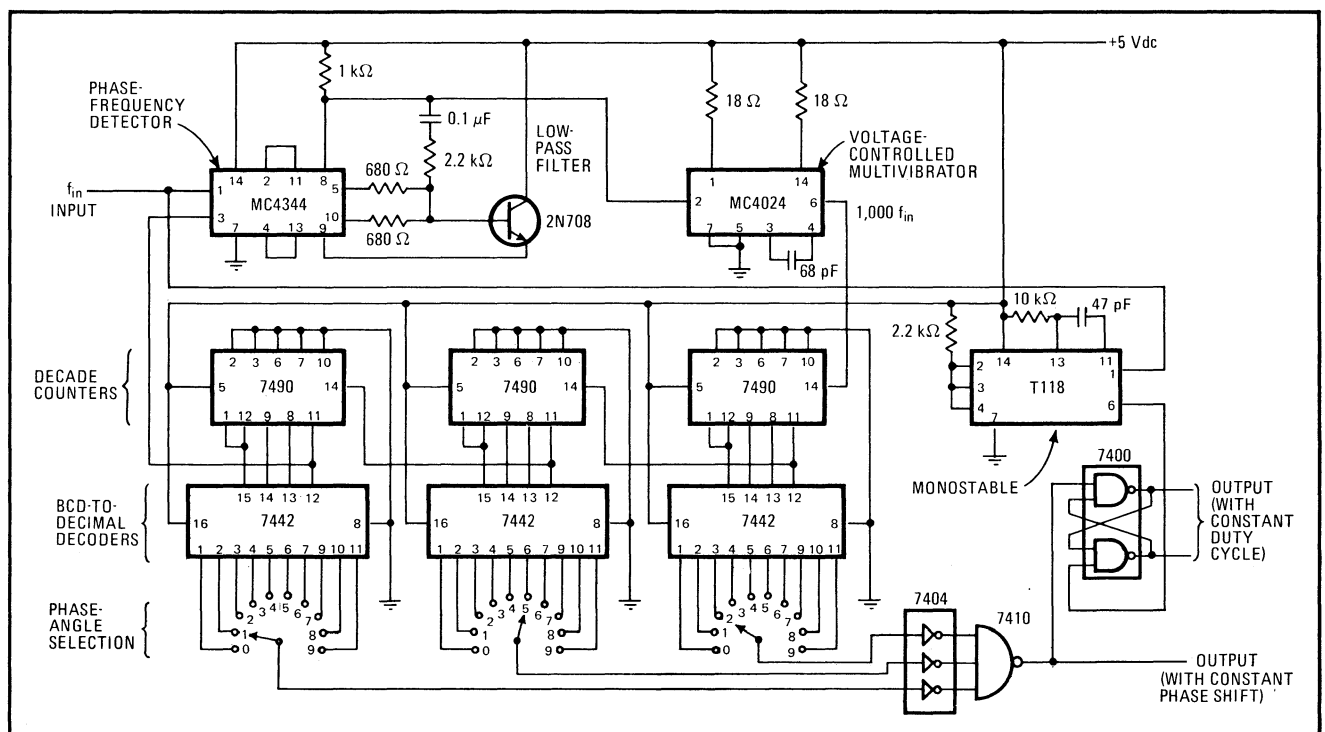 +5 Vdc
1 kΩ
18 Ω
18 Ω
PHASE-
FREQUENCY
DETECTOR
0.1 µF
LOW-
PASS
FILTER
VOLTAGE-
CONTROLLED
MULTIVIBRATOR
2.2 kΩ
680 Ω
14 2 11 8
1 5
MC4344
3 10
7 4 13 9
fin
INPUT
680 Ω
2N708
1 14
2 6
MC4024
7 5 3 4
1,000 fin
68 pF
10 kΩ
47 pF
2.2 kΩ
14 13 11
2 1
3
T118
4 6
7
MONOSTABLE
DECADE
COUNTERS
2 3 6 7 10
5 7490 14
1 12 9 8 11
2 3 6 7 10
5 7490 14
1 12 9 8 11
2 3 6 7 10
5 7490 14
1 12 9 8 11
BCD-TO-
DECIMAL
DECODERS
15 14 13 12
16 7442 8
1 2 3 4 5 6 7 9 10 11
15 14 13 12
16 7442 8
1 2 3 4 5 6 7 9 10 11
15 14 13 12
16 7442 8
1 2 3 4 5 6 7 9 10 11
7400
OUTPUT
(WITH
CONSTANT
DUTY
CYCLE)
PHASE-
ANGLE
SELECTION
0 1 2 3 4 5 6 7 8 9
0 1 2 3 4 5 6 7 8 9
0 1 2 3 4 5 6 7 8 9
7404
7410
OUTPUT
(WITH CONSTANT
PHASE SHIFT)